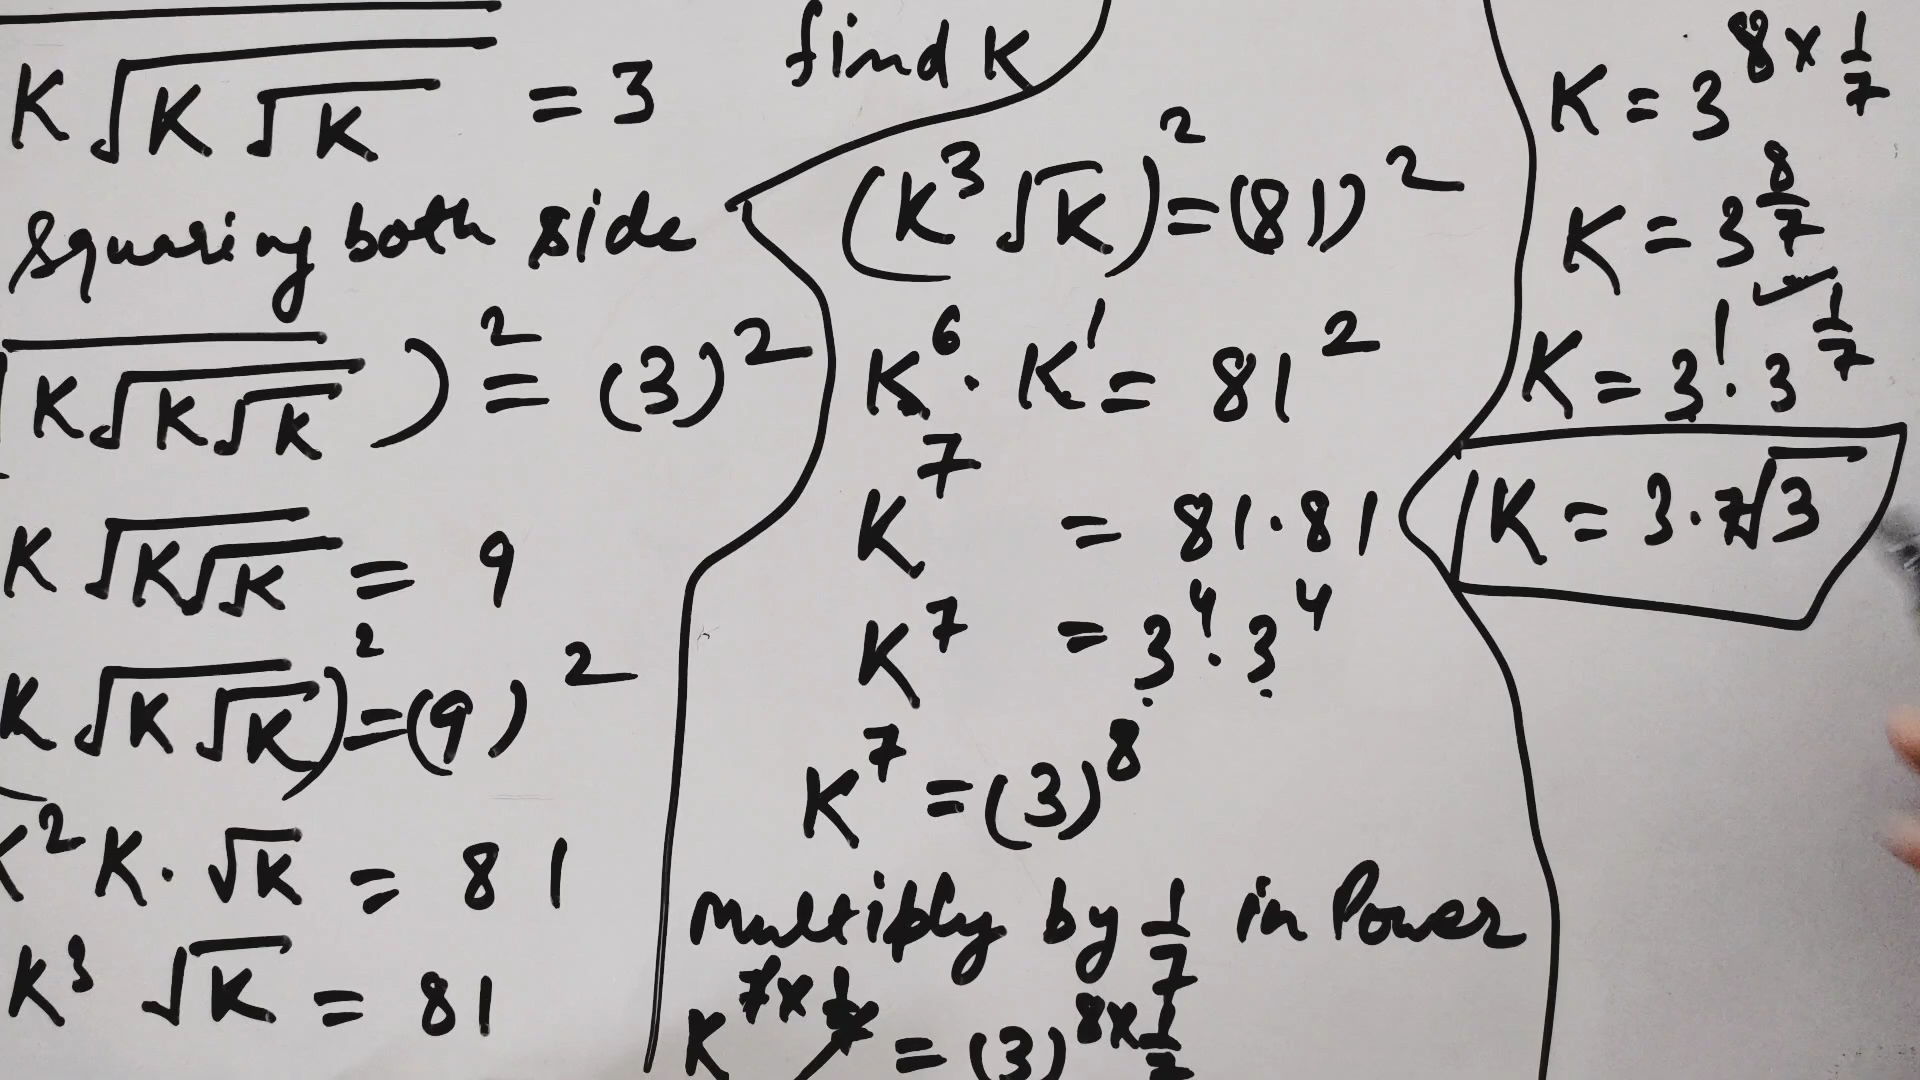 K√(K√K) = 3
find K
squaring both side
K√(K√K))² = (3)²
K√(K√K) = 9
K√(K√K))² = (9)²
K² K. √K = 81
K³ √K = 81
(K³√K)² = (81)²
K⁶ . K¹ = 81²
K⁷ = 81.81
K⁷ = 3⁴.3⁴
K⁷ = (3)⁸
multiply by 1/7 in Power
K^(7×1/7) = (3)^(8×1/7)
K = 3^(8×1/7)
K = 3^(8/7)
K = 3¹.3^(1/7)
K = 3.⁷√3